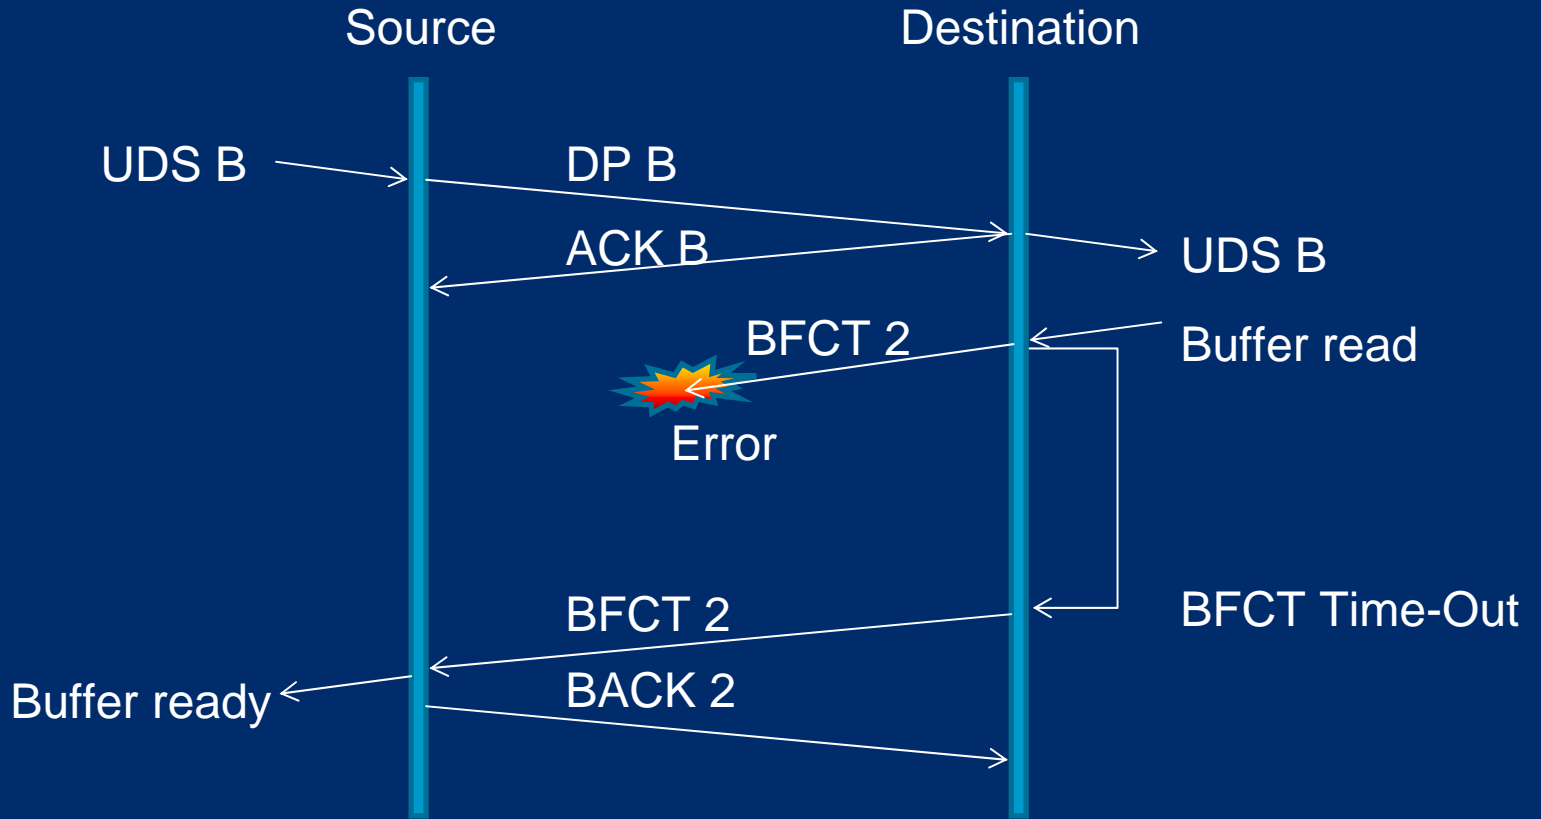 Source
Destination
UDS B
DP B
ACK B
UDS B
BFCT 2
Buffer read
Error
BFCT 2
BFCT Time-Out
Buffer ready
BACK 2